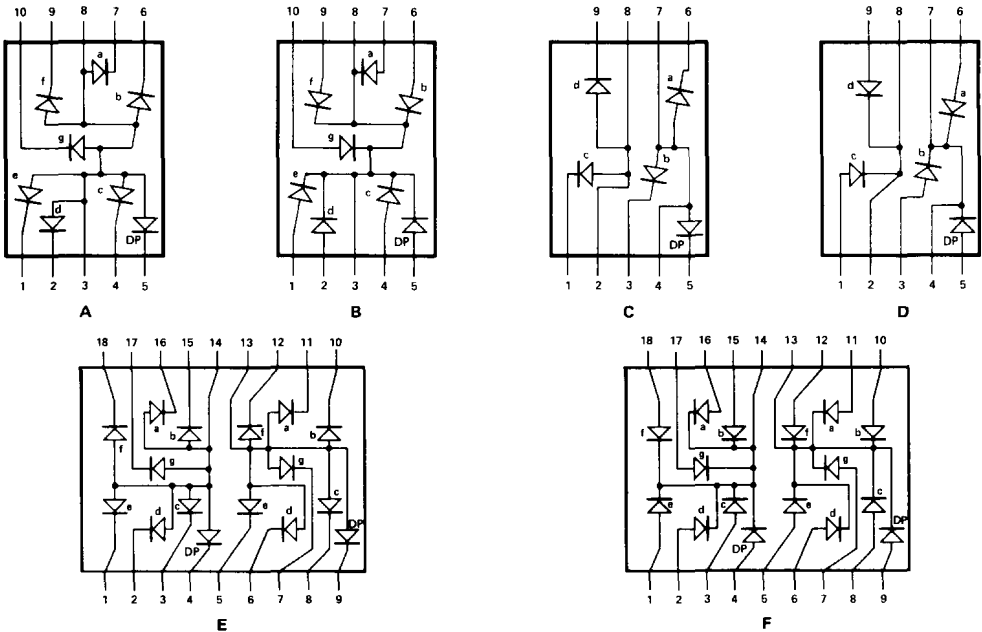 10 9 8 7 6
a
f
b
g
e
c
d
DP
1 2 3 4 5
A
10 9 8 7 6
a
f
b
g
e
c
d
DP
1 2 3 4 5
B
9 8 7 6
a
d
b
c
DP
1 2 3 4 5
C
9 8 7 6
a
d
b
c
DP
1 2 3 4 5
D
18 17 16 15 14 13 12 11 10
a a
f b f b
g g
e c e c
d d
DP DP
1 2 3 4 5 6 7 8 9
E
18 17 16 15 14 13 12 11 10
a a
f b f b
g g
e c e c
d d
DP DP
1 2 3 4 5 6 7 8 9
F